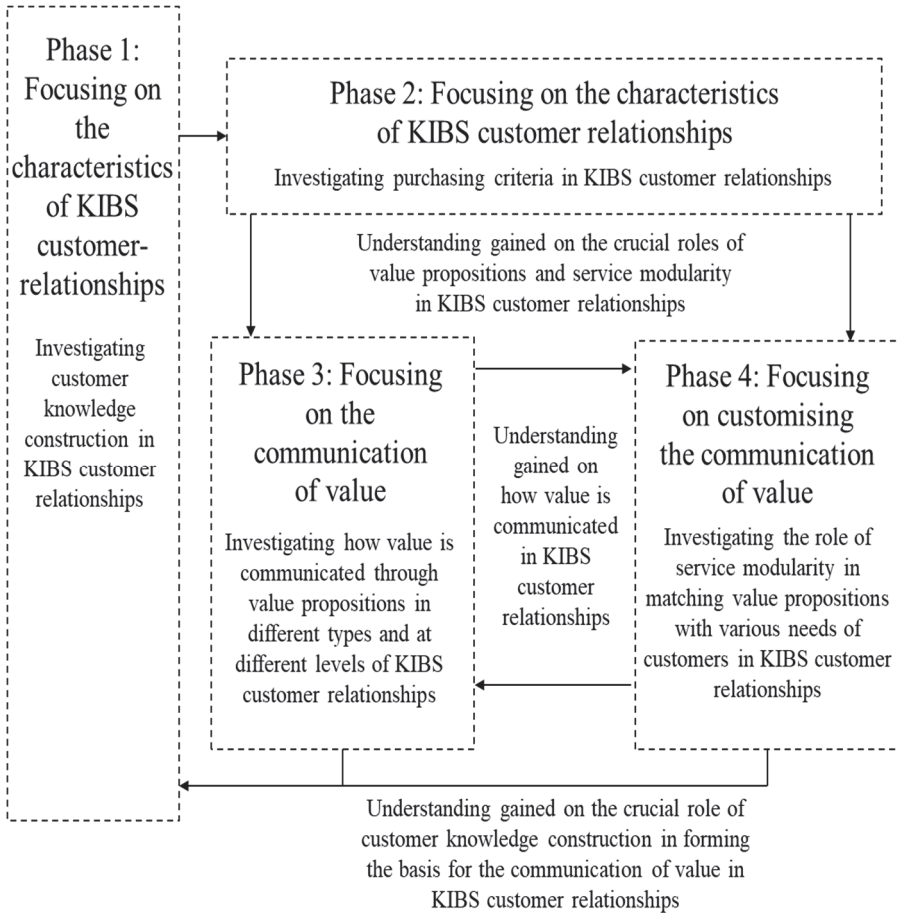 Phase 1:
Focusing on
the
characteristics
of KIBS
customer-
relationships
Investigating
customer
knowledge
construction in
KIBS customer
relationships
Phase 2: Focusing on the characteristics
of KIBS customer relationships
Investigating purchasing criteria in KIBS customer relationships
Understanding gained on the crucial roles of
value propositions and service modularity
in KIBS customer relationships
Phase 3: Focusing
on the
communication
of value
Investigating how value is
communicated through
value propositions in
different types and at
different levels of KIBS
customer relationships
Understanding
gained on
how value is
communicated
in KIBS
customer
relationships
Phase 4: Focusing
on customising
the communication
of value
Investigating the role of
service modularity in
matching value propositions
with various needs of
customers in KIBS customer
relationships
Understanding gained on the crucial role of
customer knowledge construction in forming
the basis for the communication of value in
KIBS customer relationships